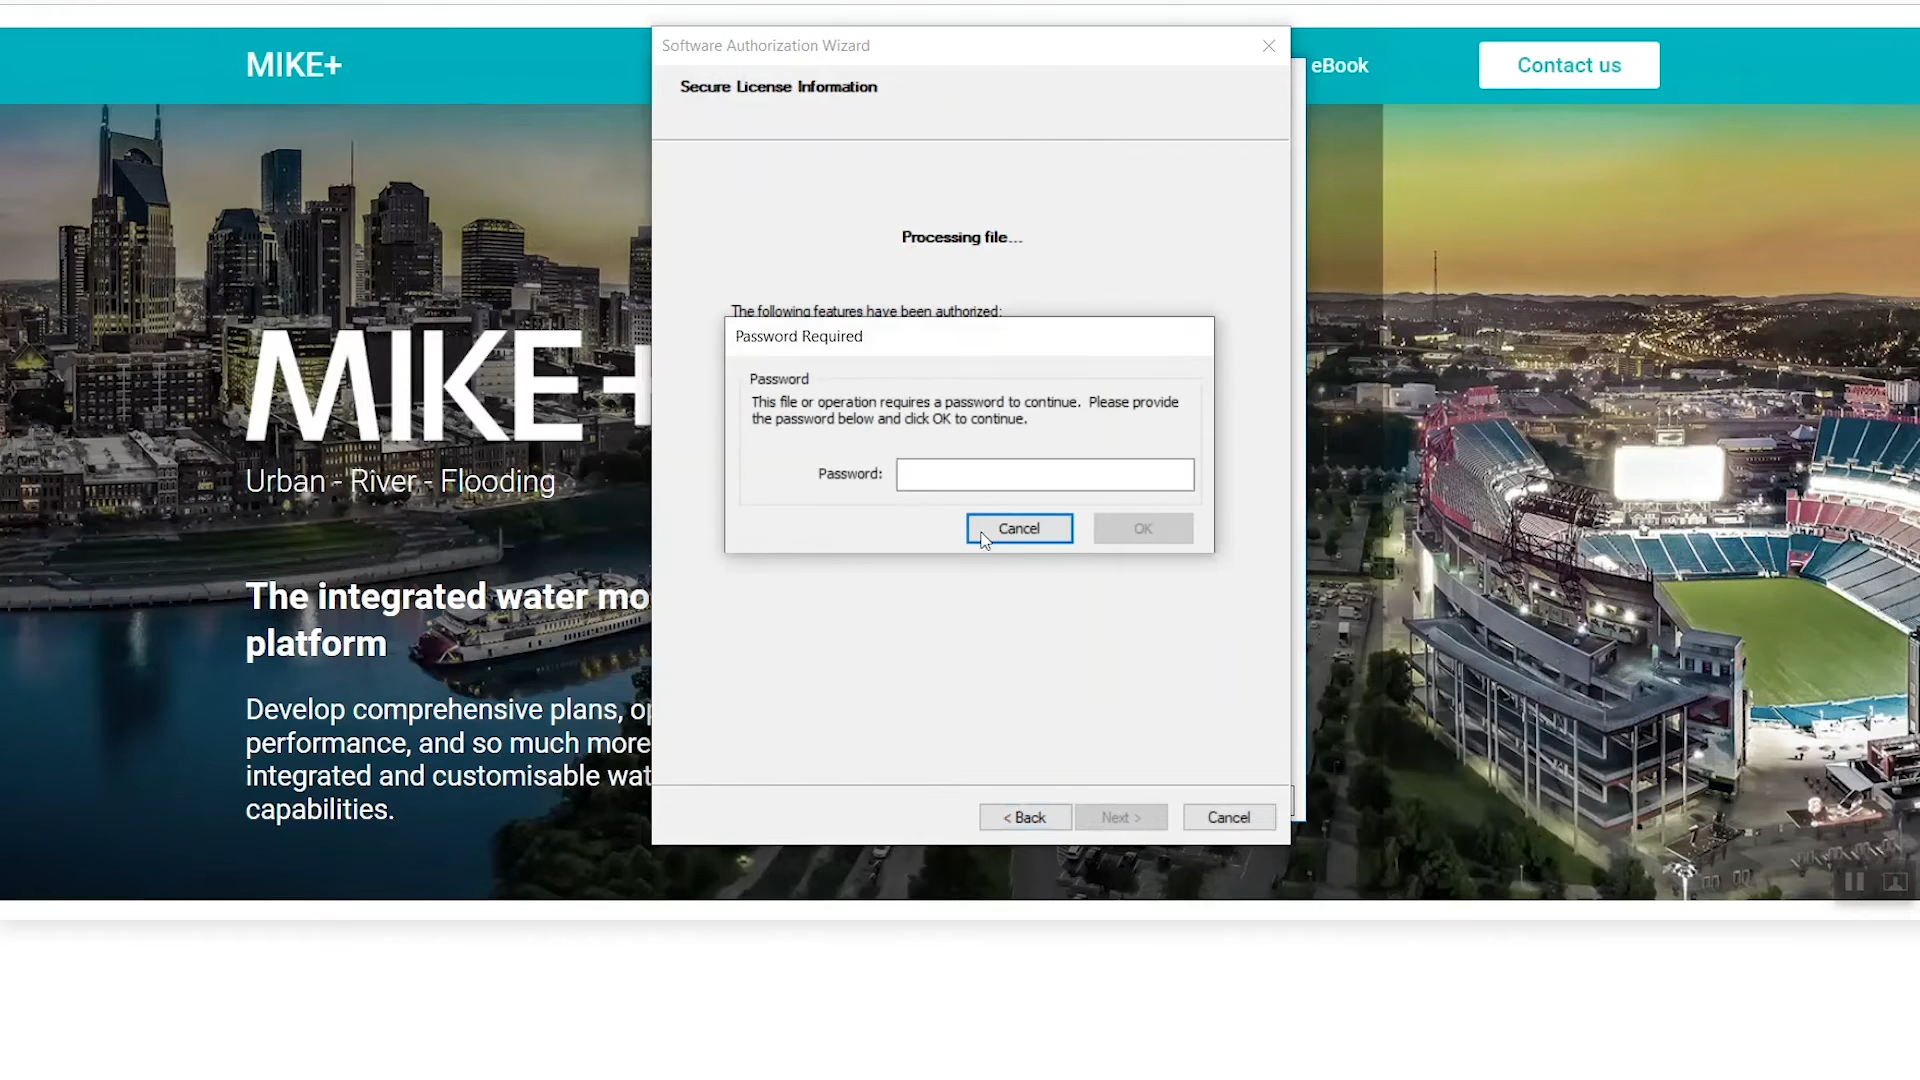 MIKE+
eBook
Contact us
Software Authorization Wizard
Secure License Information
Processing file...
The following features have been authorized:
Password Required
Password
This file or operation requires a password to continue. Please provide
the password below and click OK to continue.
Password:
Cancel
OK
< Back
Next >
Cancel
MIKE+
Urban - River - Flooding
The integrated water mo
platform
Develop comprehensive plans, op
performance, and so much more
integrated and customisable wat
capabilities.